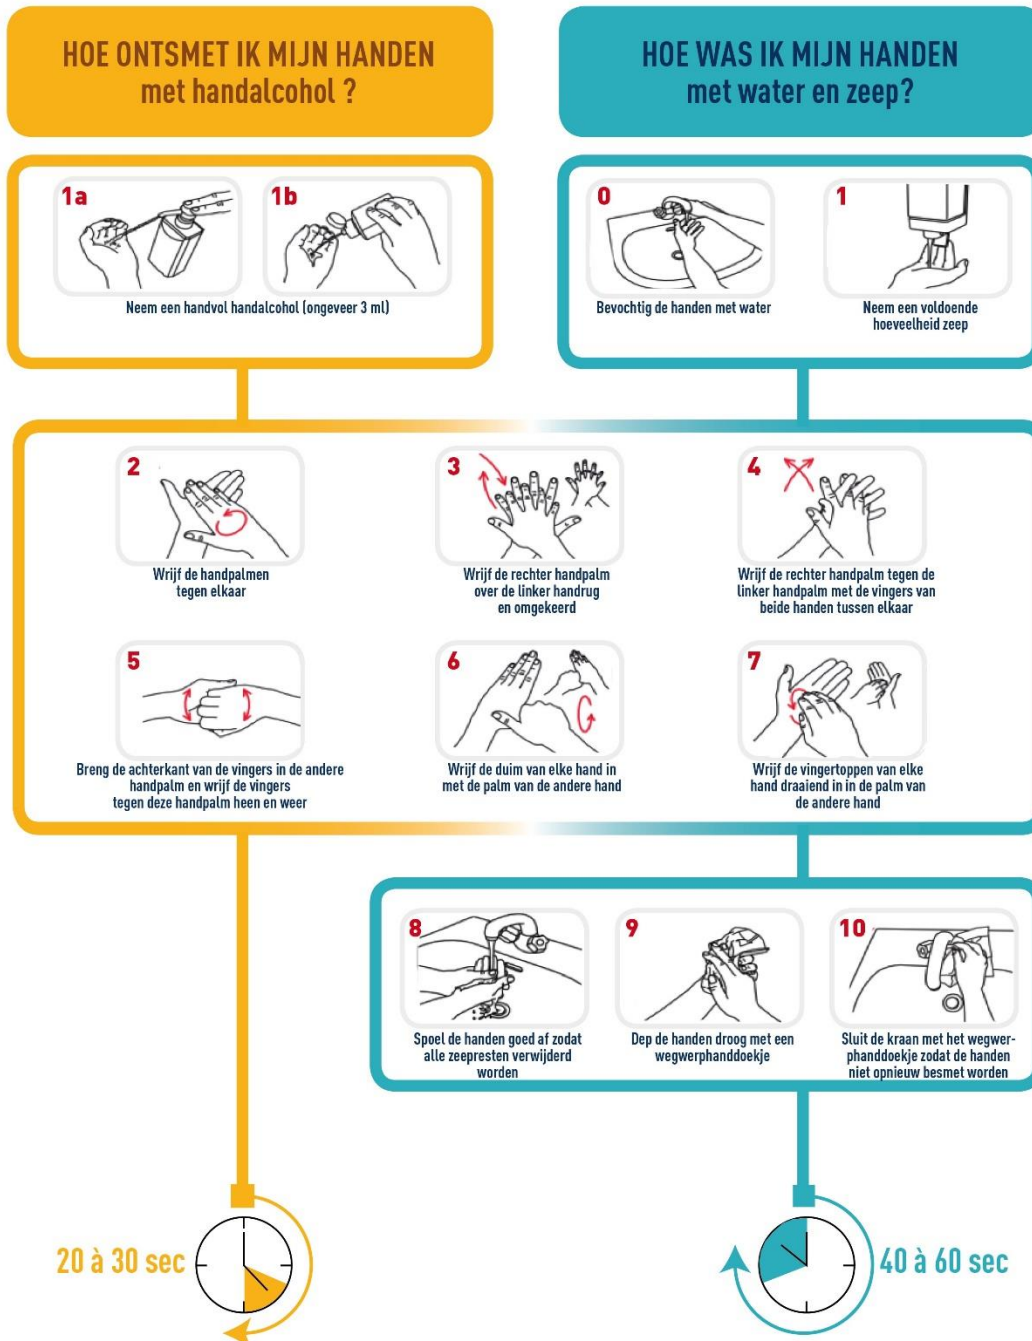 HOE ONTSMET IK MIJN HANDEN
met handalcohol ?
HOE WAS IK MIJN HANDEN
met water en zeep?
1a
1b
Neem een handvol handalcohol (ongeveer 3 ml)
0
Bevochtig de handen met water
1
Neem een voldoende
hoeveelheid zeep
2
Wrijf de handpalmen
tegen elkaar
3
Wrijf de rechter handpalm
over de linker handrug
en omgekeerd
4
Wrijf de rechter handpalm tegen de
linker handpalm met de vingers van
beide handen tussen elkaar
5
Breng de achterkant van de vingers in de andere
handpalm en wrijf de vingers
tegen deze handpalm heen en weer
6
Wrijf de duim van elke hand in
met de palm van de andere hand
7
Wrijf de vingertoppen van elke
hand draaiend in in de palm van
de andere hand
8
Spoel de handen goed af zodat
alle zeepresten verwijderd
worden
9
Dep de handen droog met een
wegwerphanddoekje
10
Sluit de kraan met het wegwer-
phanddoekje zodat de handen
niet opnieuw besmet worden
20 à 30 sec
40 à 60 sec